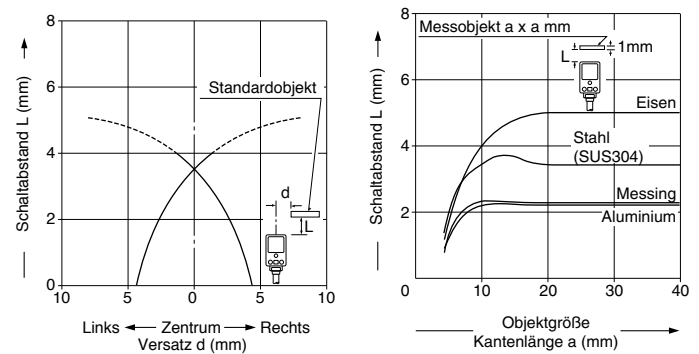 Schaltabstand L (mm)
8
6
4
2
0
Standardobjekt
d
L
10
5
0
5
10
Links
Zentrum
Rechts
Versatz d (mm)
Schaltabstand L (mm)
8
6
4
2
0
Messobjekt a x a mm
L
1mm
Eisen
Stahl
(SUS304)
Messing
Aluminium
10
20
30
40
Objektgröße
Kantenlänge a (mm)